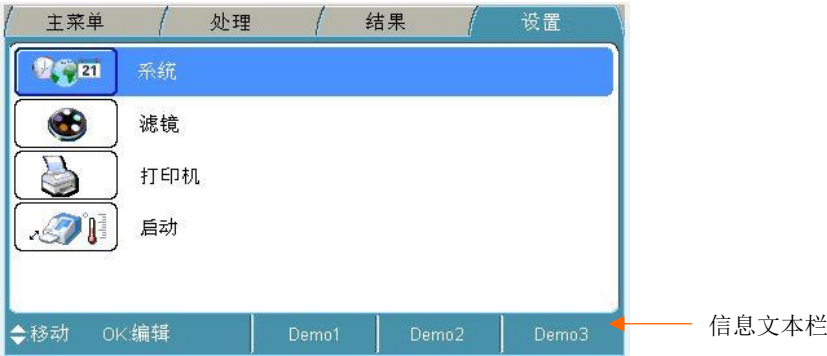 主菜单 处理 结果 设置
21 系统
滤镜
打印机
启动
移动 OK:编辑 Demo1 Demo2 Demo3
信息文本栏